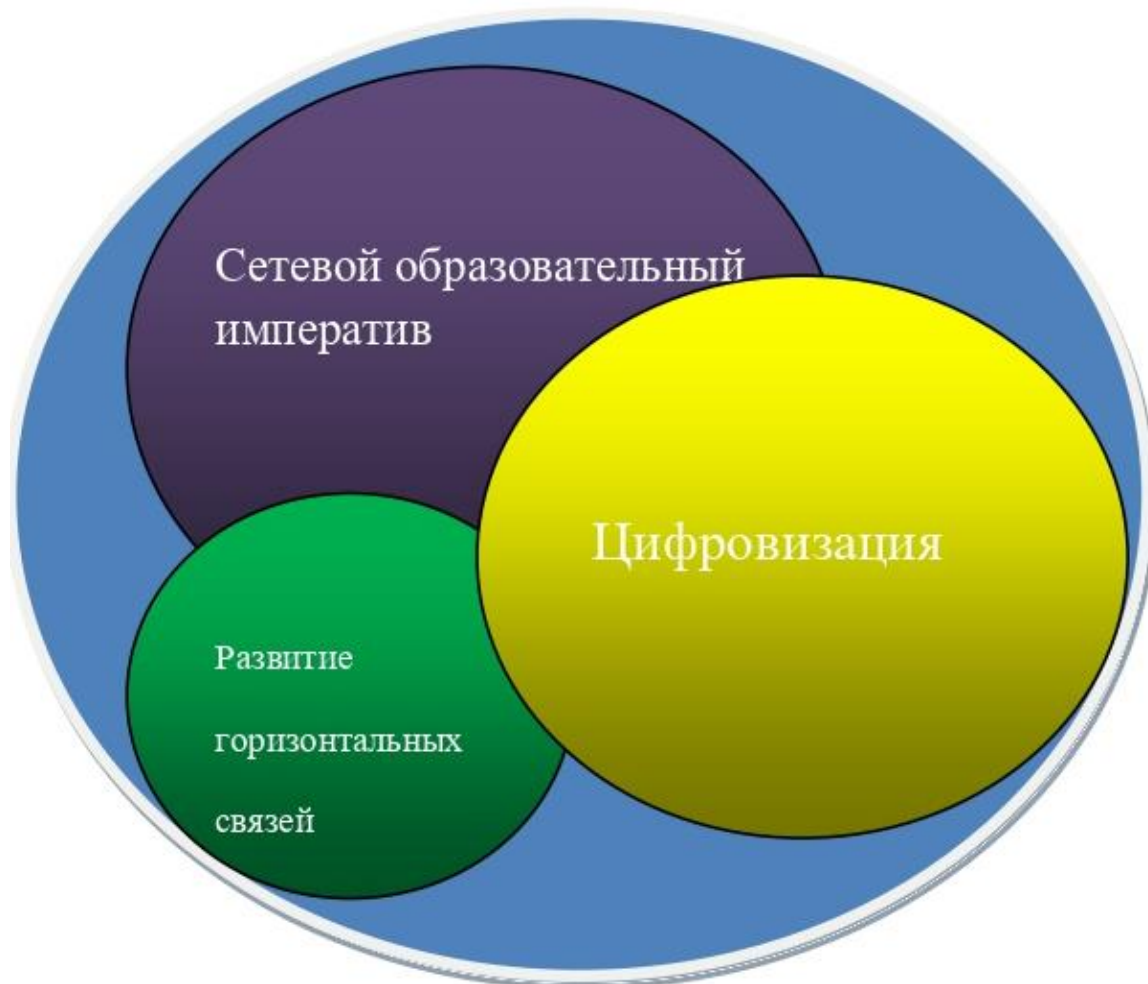 Сетевой образовательный
императив
Цифровизация
Развитие
горизонтальных
связей